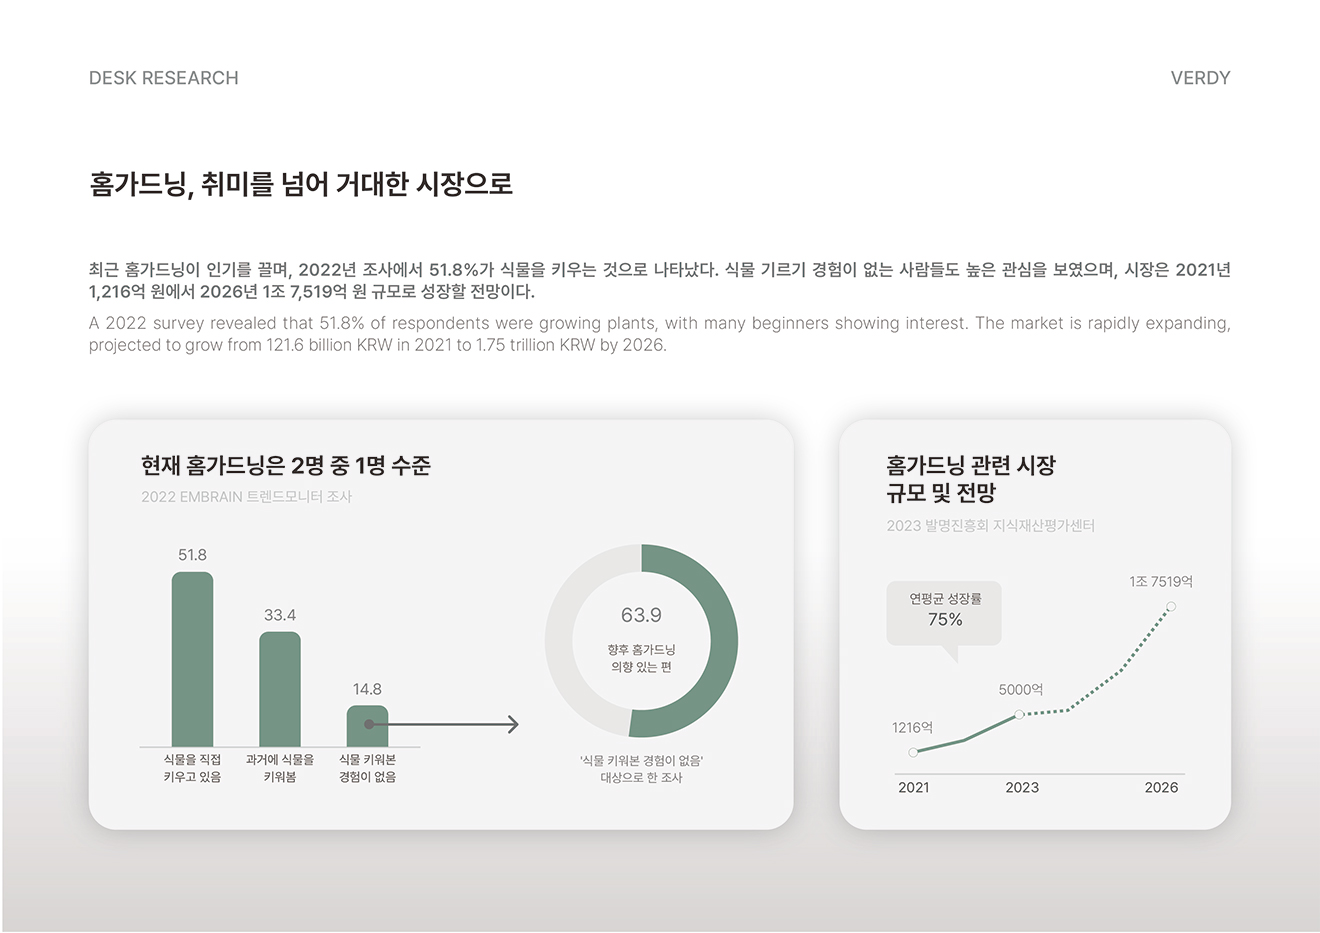 DESK RESEARCH
VERDY
홈가드닝, 취미를 넘어 거대한 시장으로
최근 홈가드닝이 인기를 끌며, 2022년 조사에서 51.8%가 식물을 키우는 것으로 나타났다. 식물 기르기 경험이 없는 사람들도 높은 관심을 보였으며, 시장은 2021년
1,216억 원에서 2026년 1조 7,519억 원 규모로 성장할 전망이다.
A 2022 survey revealed that 51.8% of respondents were growing plants, with many beginners showing interest. The market is rapidly expanding,
projected to grow from 121.6 billion KRW in 2021 to 1.75 trillion KRW by 2026.
현재 홈가드닝은 2명 중 1명 수준
2022 EMBRAIN 트렌드모니터 조사
51.8
33.4
14.8
식물을 직접
키우고 있음
과거에 식물을
키워봄
식물 키워본
경험이 없음
63.9
향후 홈가드닝
의향 있는 편
'식물 키워본 경험이 없음'
대상으로 한 조사
홈가드닝 관련 시장
규모 및 전망
2023 발명진흥회 지식재산평가센터
연평균 성장률
75%
1216억
5000억
1조 7519억
2021
2023
2026